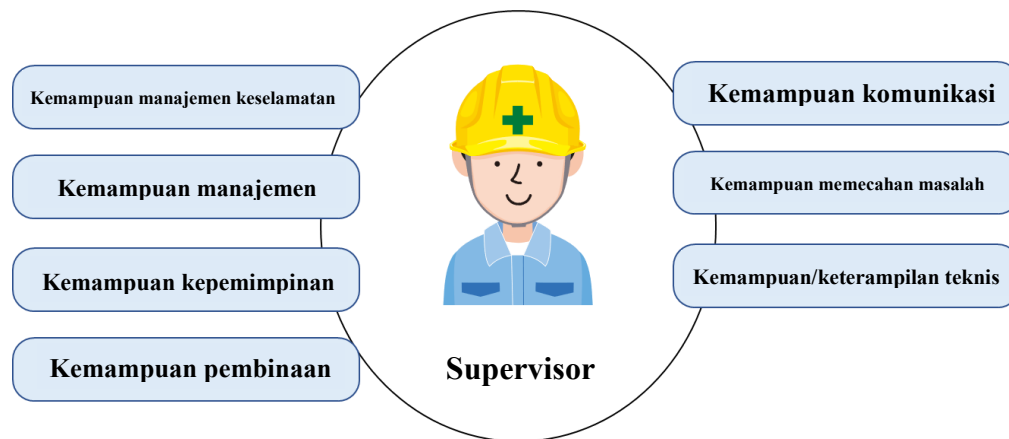 Kemampuan manajemen keselamatan
Kemampuan manajemen
Kemampuan kepemimpinan
Kemampuan pembinaan
Kemampuan komunikasi
Kemampuan memecahan masalah
Kemampuan/keterampilan teknis
Supervisor